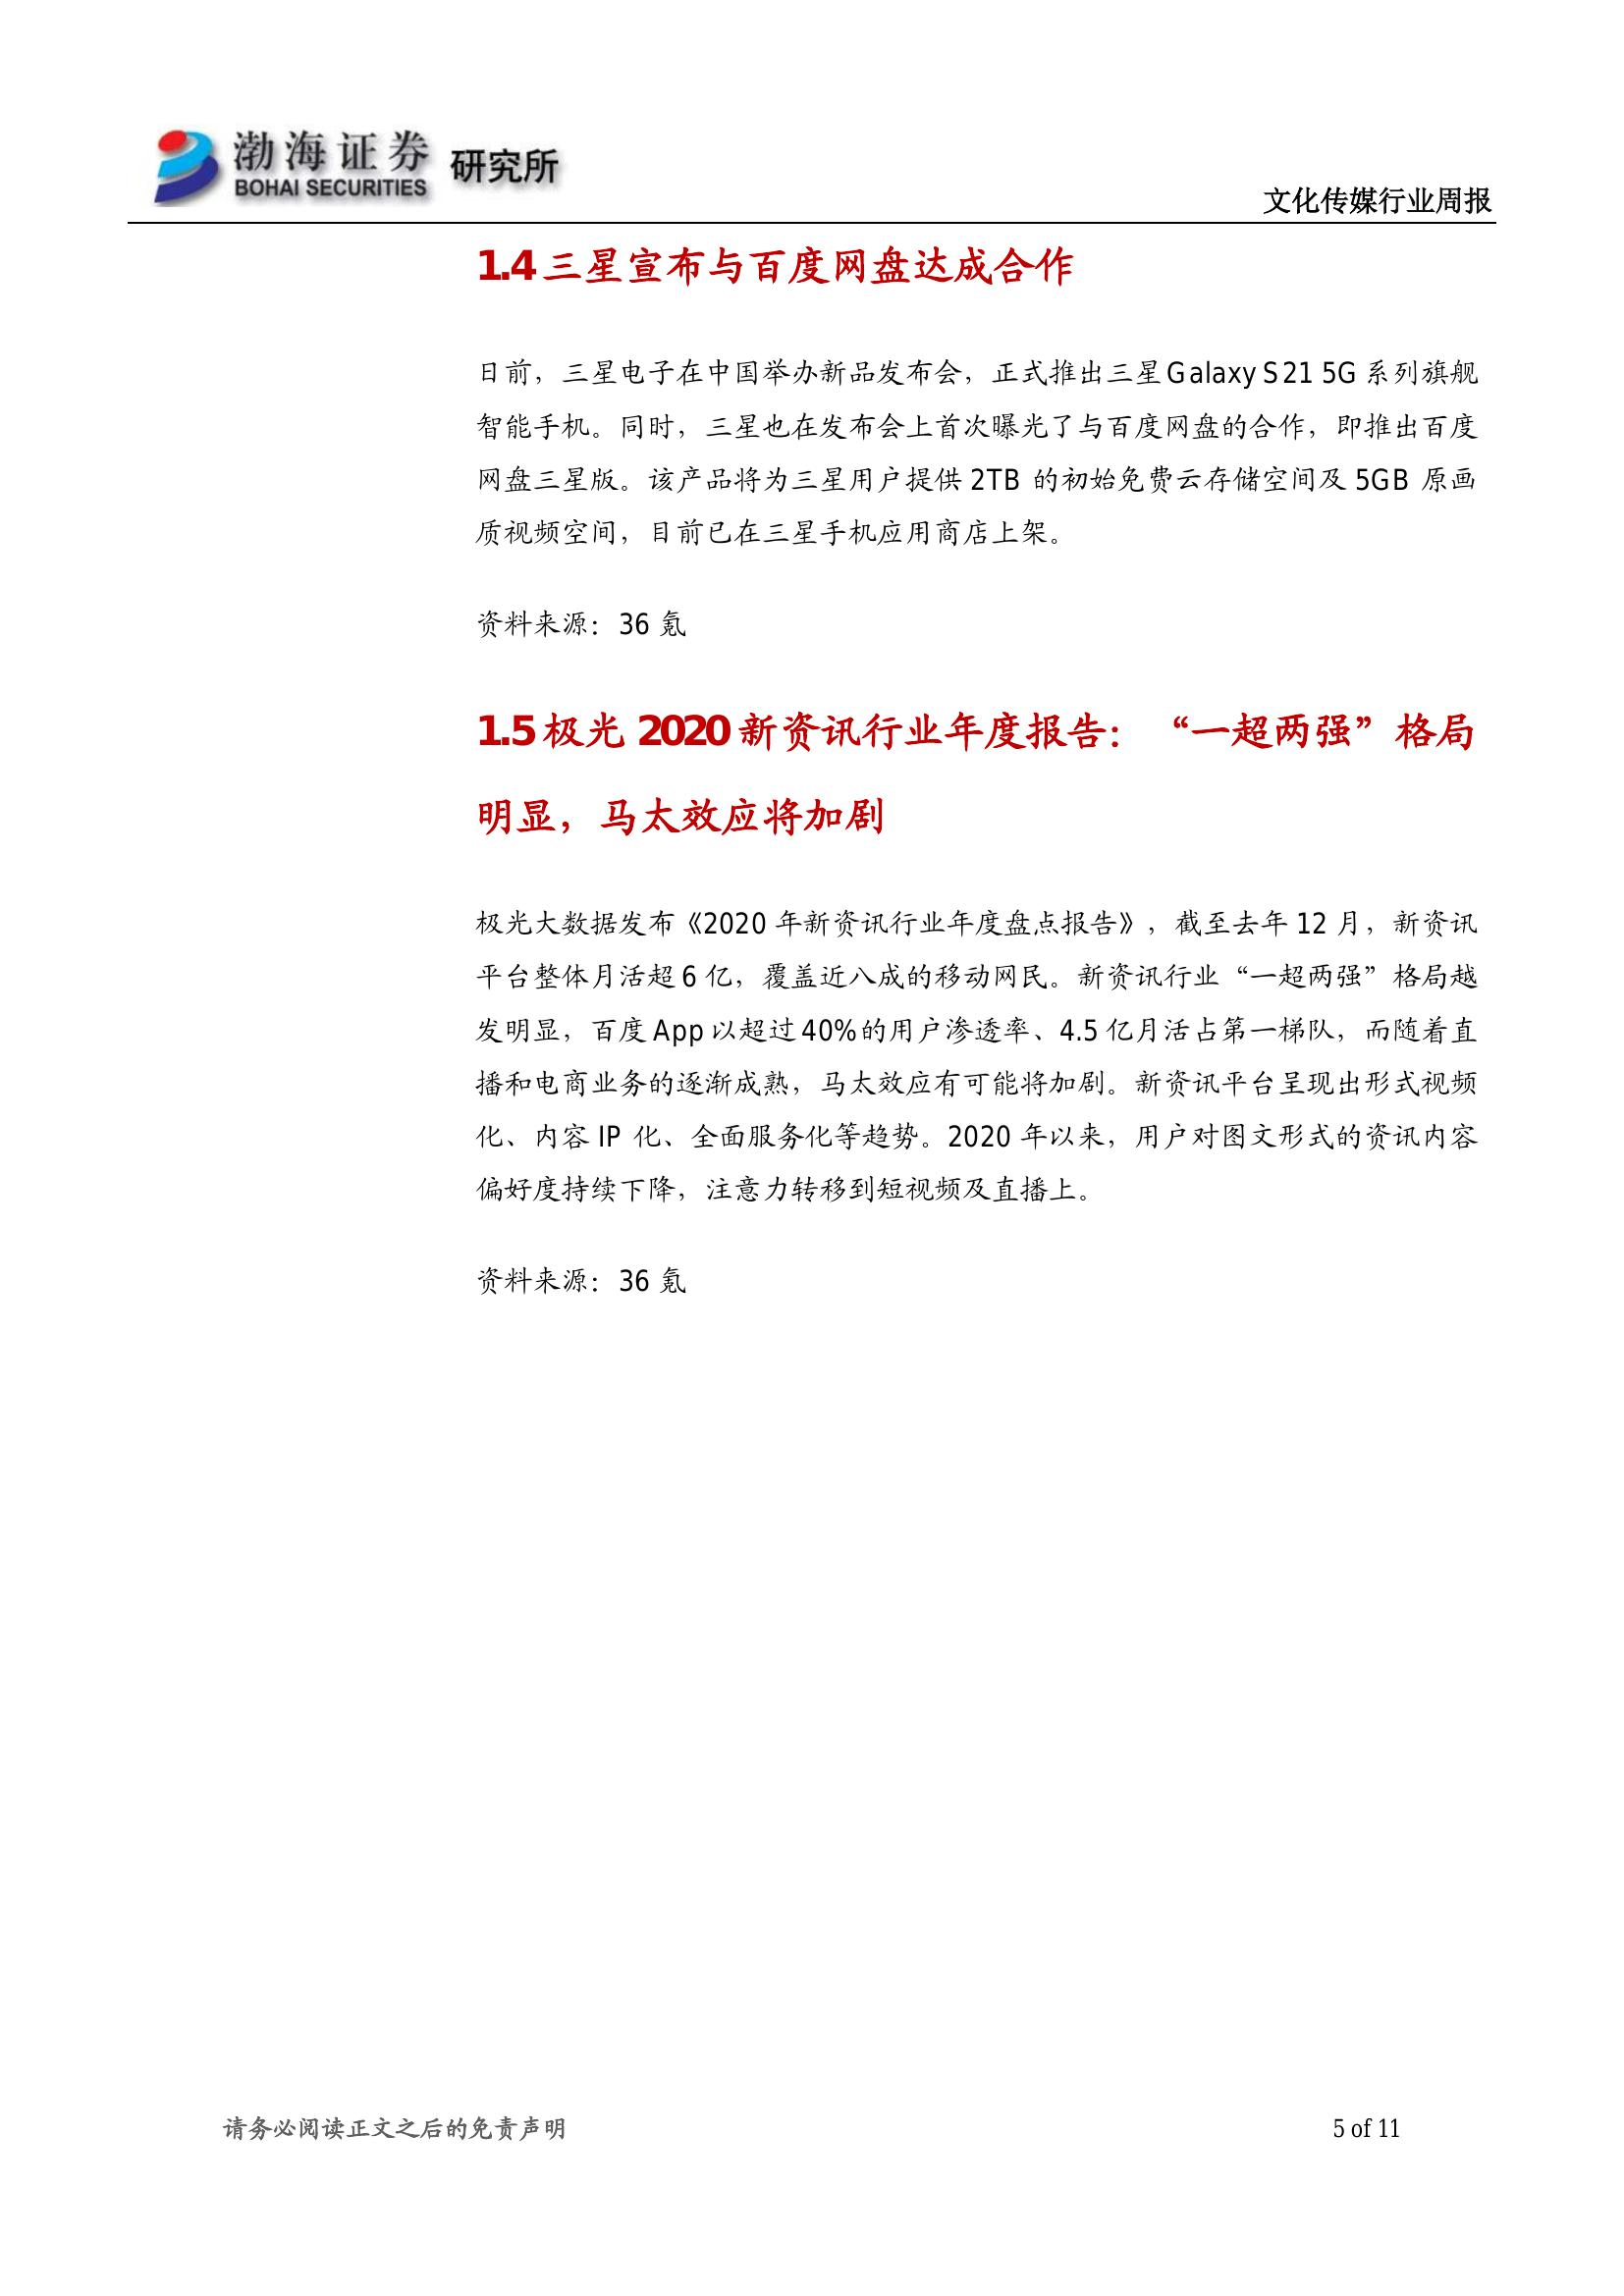 渤海证券 研究所
BOHAI SECURITIES
文化传媒行业周报
1.4 三星宣布与百度网盘达成合作
日前，三星电子在中国举办新品发布会，正式推出三星 Galaxy S21 5G 系列旗舰
智能手机。同时，三星也在发布会上首次曝光了与百度网盘的合作，即推出百度
网盘三星版。该产品将为三星用户提供 2TB 的初始免费云存储空间及 5GB 原画
质视频空间，目前已在三星手机应用商店上架。
资料来源：36 氪
1.5 极光 2020 新资讯行业年度报告：“一超两强”格局
明显，马太效应将加剧
极光大数据发布《2020 年新资讯行业年度盘点报告》，截至去年 12 月，新资讯
平台整体月活超 6 亿，覆盖近八成的移动网民。新资讯行业“一超两强”格局越
发明显，百度 App 以超过 40%的用户渗透率、4.5 亿月活占第一梯队，而随着直
播和电商业务的逐渐成熟，马太效应有可能将加剧。新资讯平台呈现出形式视频
化、内容 IP 化、全面服务化等趋势。2020 年以来，用户对图文形式的资讯内容
偏好度持续下降，注意力转移到短视频及直播上。
资料来源：36 氪
请务必阅读正文之后的免责声明
5 of 11